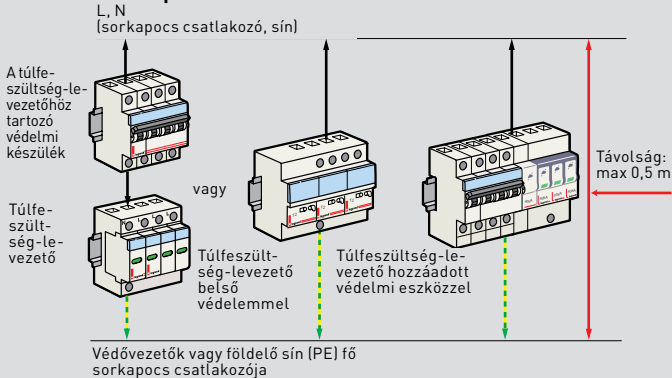 L, N
(sorkapocs csatlakozó, sín)
A túlfe-
szültség-le-
vezetőhöz
tartozó
védelmi
készülék
vagy
Távolság:
max 0,5 m
Túlfe-
szült-
ség-le-
vezető
Túlfeszült-
ség-levezető
belső
védelemmel
Túlfeszültség-le-
vezető hozzáadott
védelmi eszközzel
Védővezetők vagy földelő sín (PE) fő
sorkapocs csatlakozója